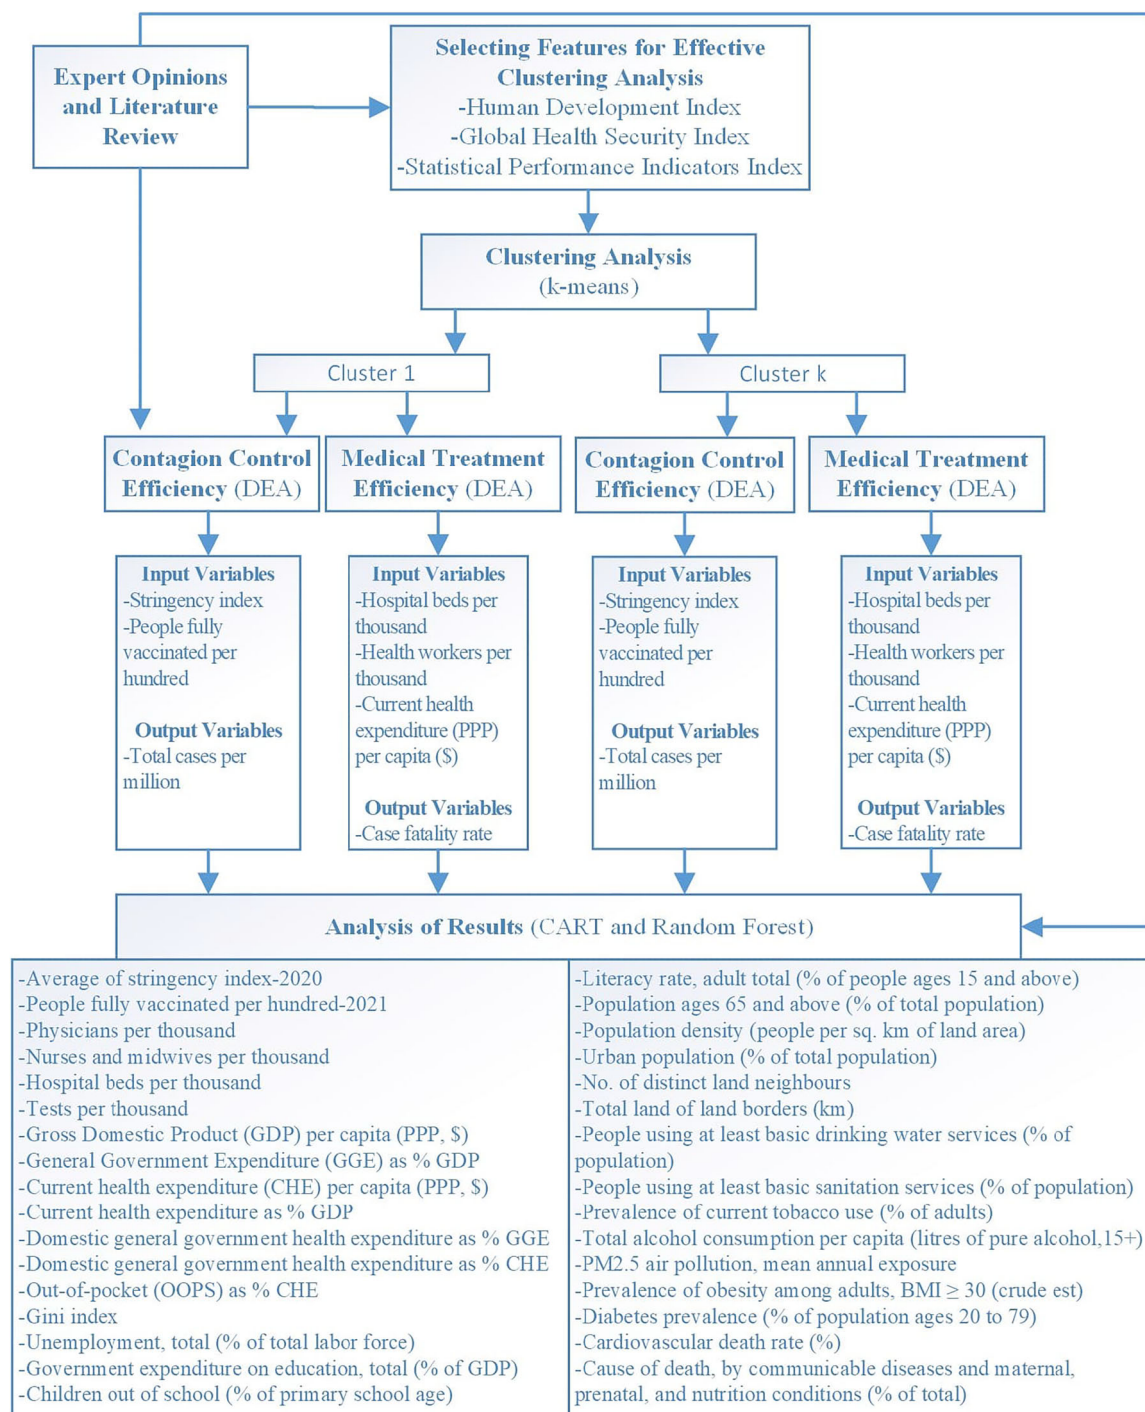 Expert Opinions
and Literature
Review
Selecting Features for Effective
Clustering Analysis
-Human Development Index
-Global Health Security Index
-Statistical Performance Indicators Index
Clustering Analysis
(k-means)
Cluster 1
Cluster k
Contagion Control
Efficiency (DEA)
Medical Treatment
Efficiency (DEA)
Contagion Control
Efficiency (DEA)
Medical Treatment
Efficiency (DEA)
Input Variables
-Stringency index
-People fully
vaccinated per
hundred
Output Variables
-Total cases per
million
Input Variables
-Hospital beds per
thousand
-Health workers per
thousand
-Current health
expenditure (PPP)
per capita ($)
Output Variables
-Case fatality rate
Input Variables
-Stringency index
-People fully
vaccinated per
hundred
Output Variables
-Total cases per
million
Input Variables
-Hospital beds per
thousand
-Health workers per
thousand
-Current health
expenditure (PPP)
per capita ($)
Output Variables
-Case fatality rate
Analysis of Results (CART and Random Forest)
-Average of stringency index-2020
-People fully vaccinated per hundred-2021
-Physicians per thousand
-Nurses and midwives per thousand
-Hospital beds per thousand
-Tests per thousand
-Gross Domestic Product (GDP) per capita (PPP, $)
-General Government Expenditure (GGE) as % GDP
-Current health expenditure (CHE) per capita (PPP, $)
-Current health expenditure as % GDP
-Domestic general government health expenditure as % GGE
-Domestic general government health expenditure as % CHE
-Out-of-pocket (OOPS) as % CHE
-Gini index
-Unemployment, total (% of total labor force)
-Government expenditure on education, total (% of GDP)
-Children out of school (% of primary school age)
-Literacy rate, adult total (% of people ages 15 and above)
-Population ages 65 and above (% of total population)
-Population density (people per sq. km of land area)
-Urban population (% of total population)
-No. of distinct land neighbours
-Total land of land borders (km)
-People using at least basic drinking water services (% of
population)
-People using at least basic sanitation services (% of population)
-Prevalence of current tobacco use (% of adults)
-Total alcohol consumption per capita (litres of pure alcohol,15+)
-PM2.5 air pollution, mean annual exposure
-Prevalence of obesity among adults, BMI ≥ 30 (crude est)
-Diabetes prevalence (% of population ages 20 to 79)
-Cardiovascular death rate (%)
-Cause of death, by communicable diseases and maternal,
prenatal, and nutrition conditions (% of total)